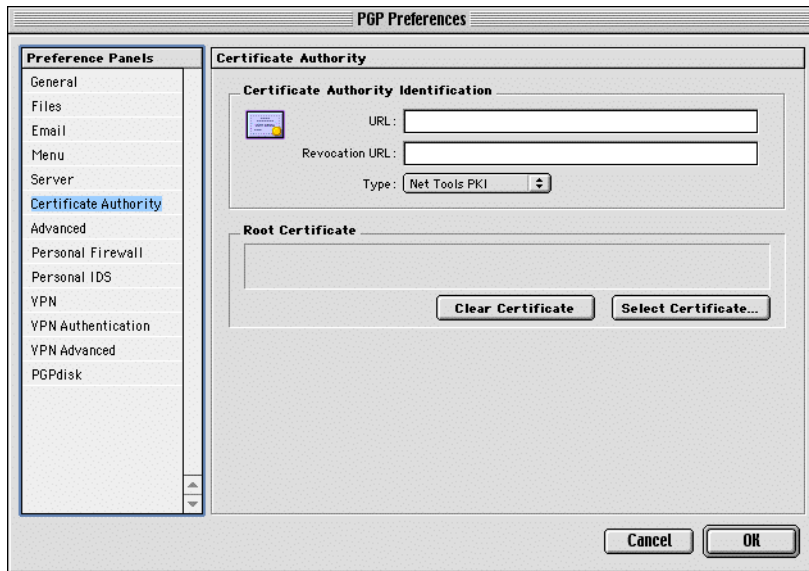 PGP Preferences
Preference Panels
General
Files
Email
Menu
Server
Certificate Authority
Advanced
Personal Firewall
Personal IDS
VPN
VPN Authentication
VPN Advanced
PGPdisk
Certificate Authority
Certificate Authority Identification
URL:
Revocation URL:
Type: Net Tools PKI
Root Certificate
Clear Certificate Select Certificate...
Cancel OK